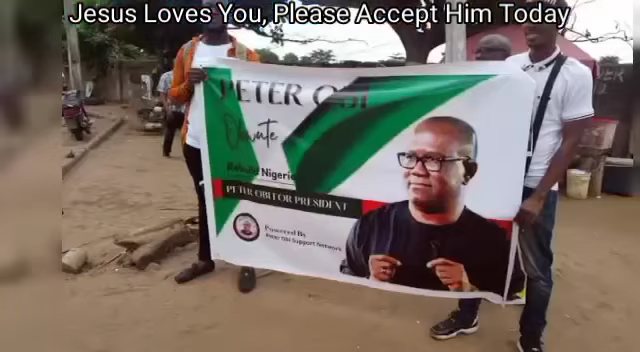 Jesus Loves You, Please Accept Him Today
PETER OBI
Nigeria
PETER OBI FOR PRESIDENT
Powered By
Peter Obi Support Network